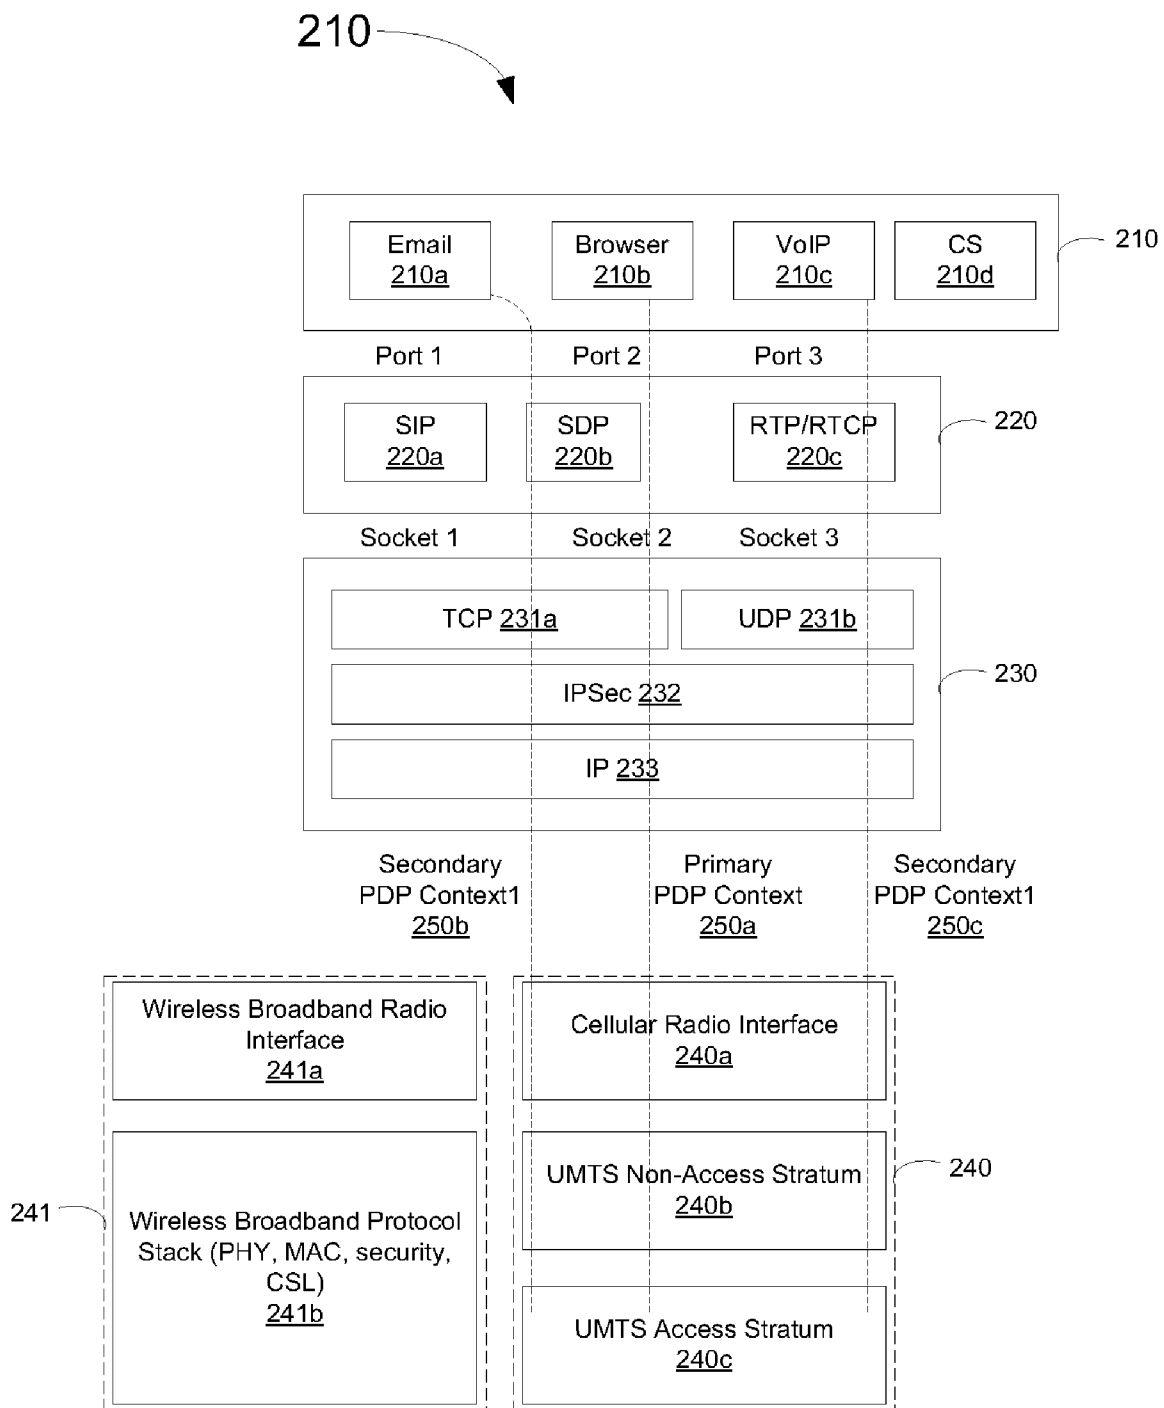 210
Email
210a
Browser
210b
VoIP
210c
CS
210d
210
Port 1
Port 2
Port 3
SIP
220a
SDP
220b
RTP/RTCP
220c
220
Socket 1
Socket 2
Socket 3
TCP 231a
UDP 231b
IPSec 232
IP 233
230
Secondary
PDP Context1
250b
Primary
PDP Context
250a
Secondary
PDP Context1
250c
Wireless Broadband Radio
Interface
241a
Cellular Radio Interface
240a
UMTS Non-Access Stratum
240b
240
241
Wireless Broadband Protocol
Stack (PHY, MAC, security,
CSL)
241b
UMTS Access Stratum
240c